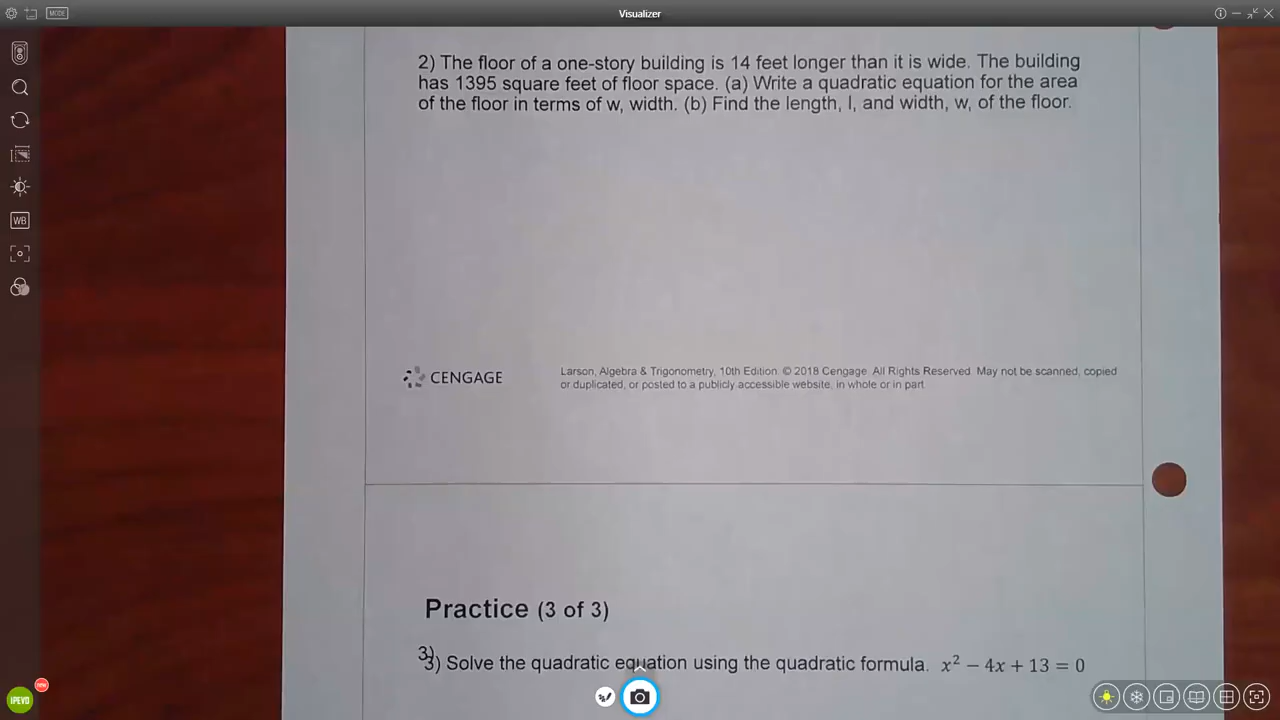 MODE
Visualizer
2) The floor of a one-story building is 14 feet longer than it is wide. The building
has 1395 square feet of floor space. (a) Write a quadratic equation for the area
of the floor in terms of w, width. (b) Find the length, l, and width, w, of the floor.
WB
CENGAGE
Larson, Algebra & Trigonometry, 10th Edition. © 2018 Cengage. All Rights Reserved. May not be scanned, copied
or duplicated, or posted to a publicly accessible website, in whole or in part.
Practice (3 of 3)
3)
3) Solve the quadratic equation using the quadratic formula. x² − 4x + 13 = 0
IPEVO